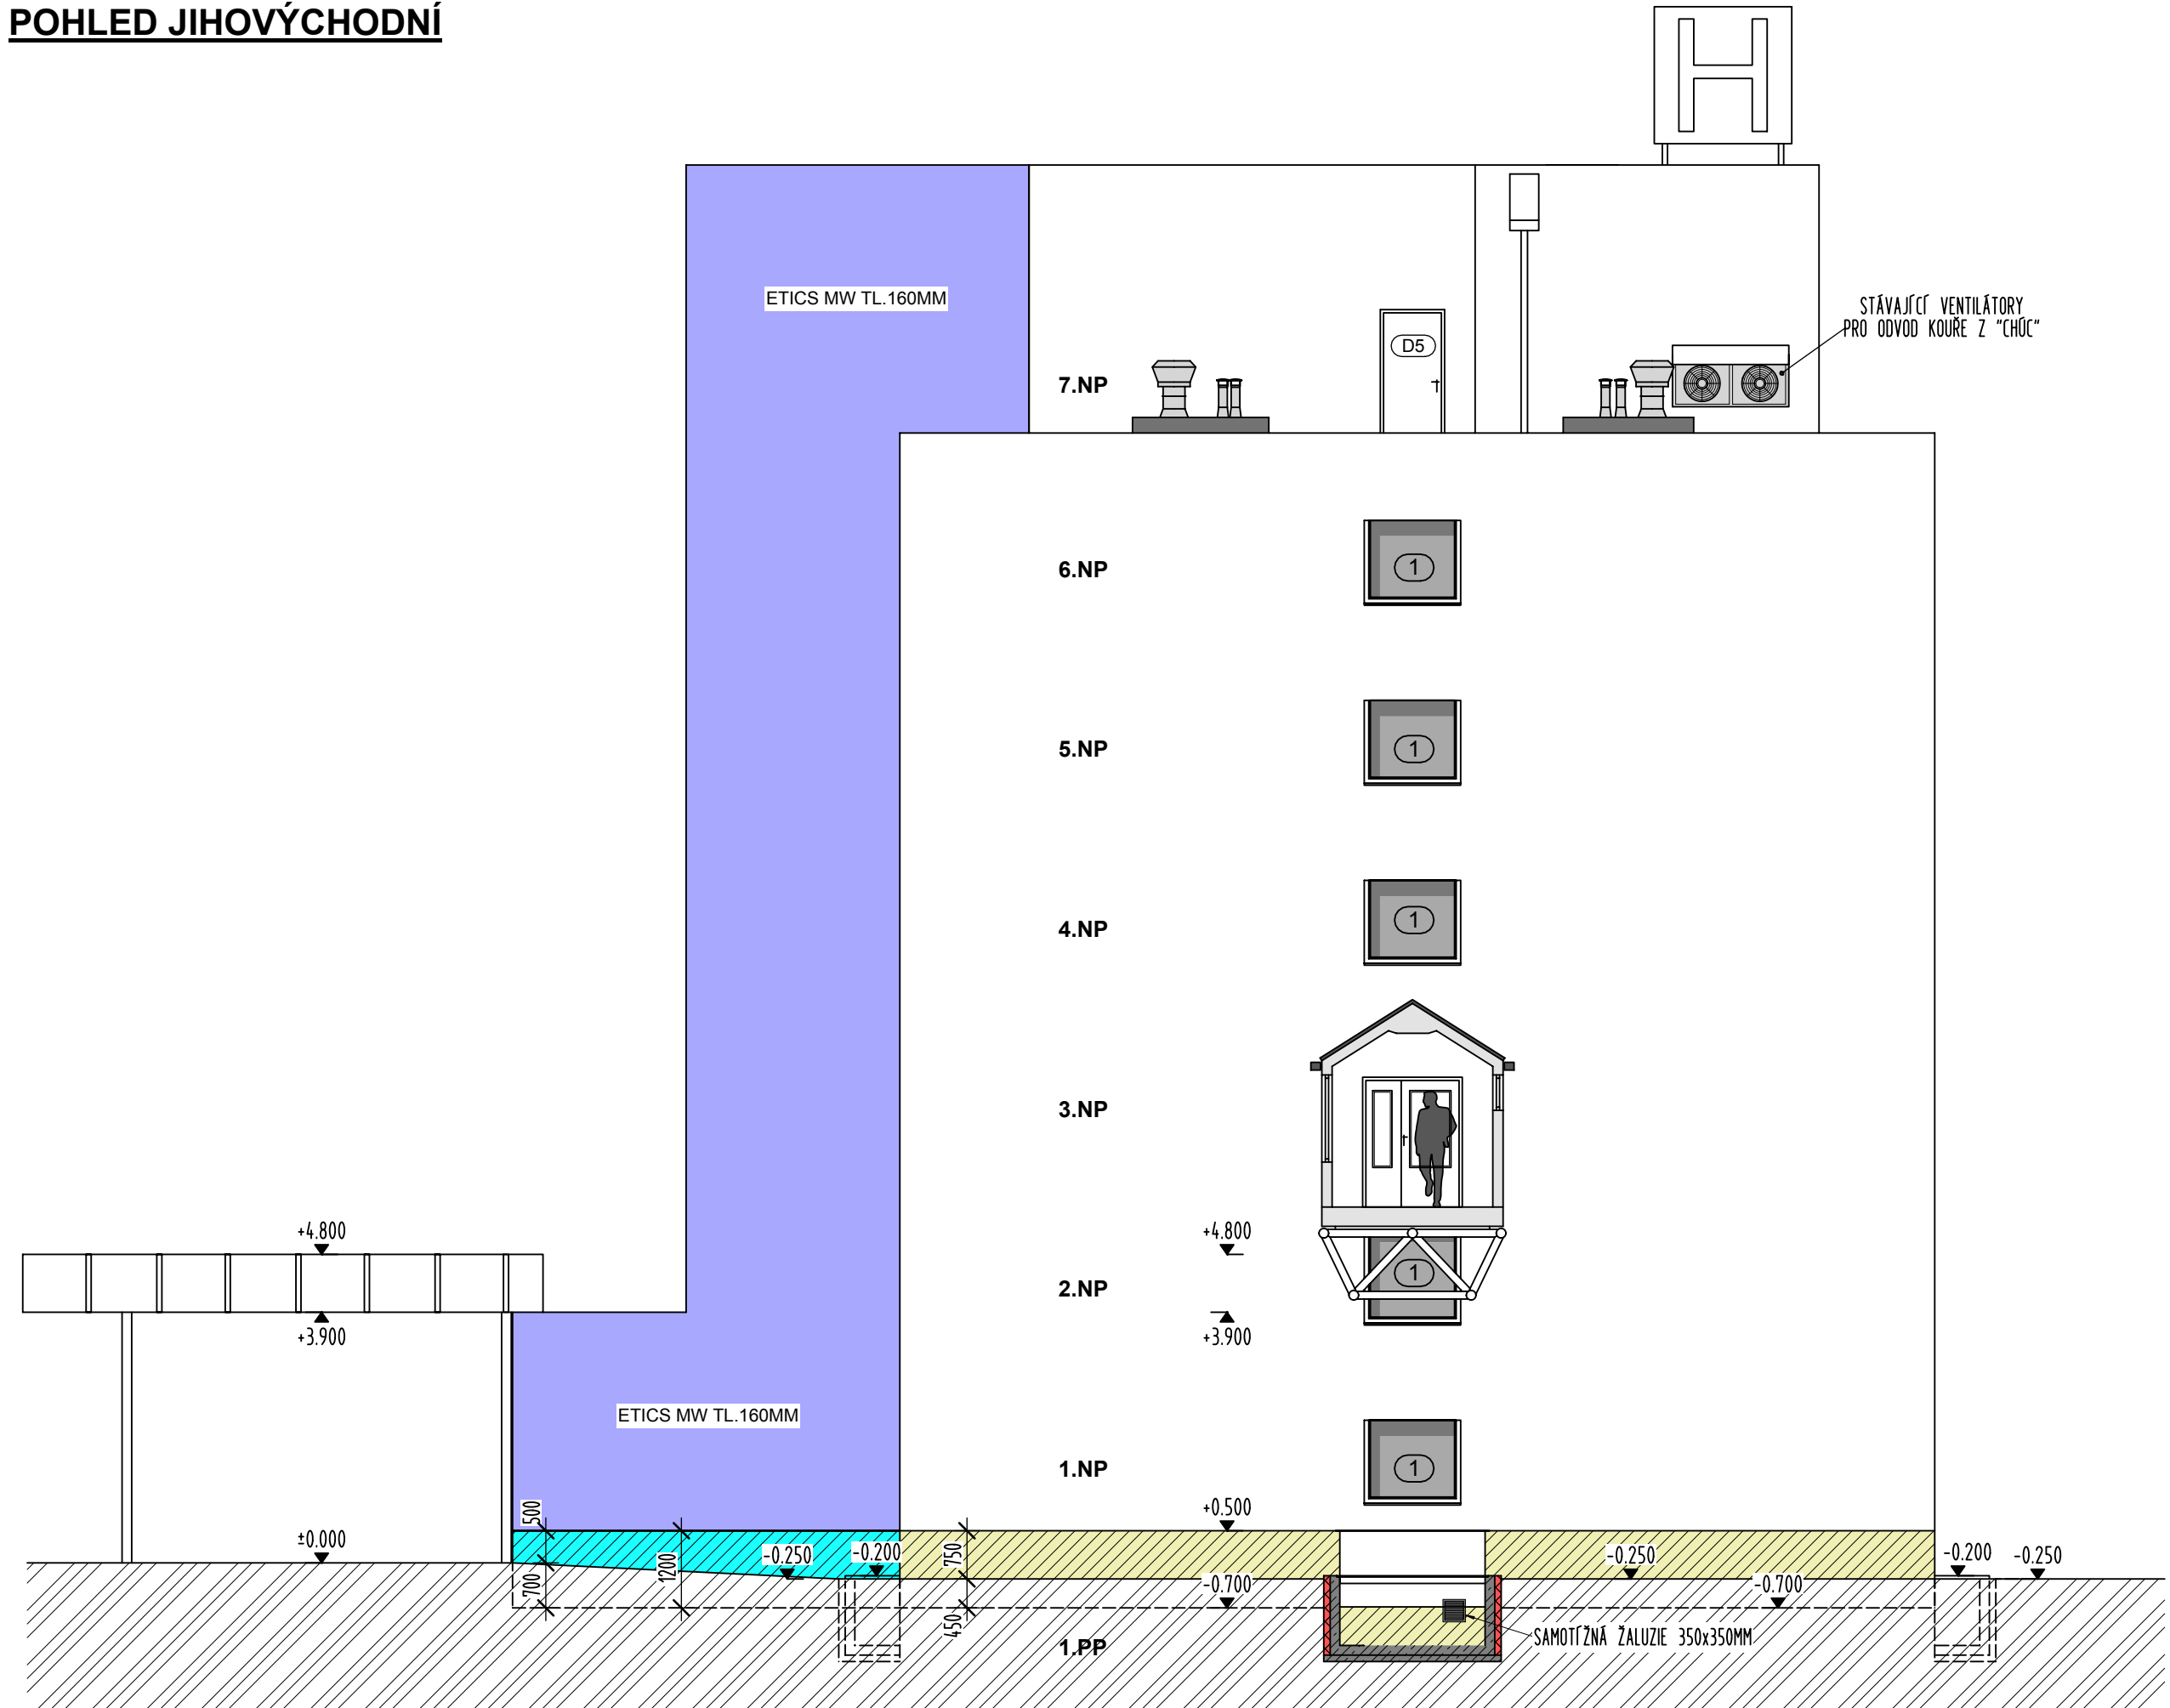 POHLED JIHOVÝCHODNÍ
H
ETICS MW TL.160MM
STÁVAJÍCÍ VENTILÁTORY
PRO ODVOD KOUŘE Z "CHÚC"
D5
7.NP
6.NP
1
5.NP
1
4.NP
1
3.NP
+4.800
+4.800
2.NP
1
+3.900
+3.900
ETICS MW TL.160MM
1.NP
1
500
+0.500
±0.000
700
1200
-0.250
-0.200
750
-0.250
-0.200
-0.250
-0.700
-0.700
450
1.PP
SAMOTÍŽNÁ ŽALUZIE 350x350MM